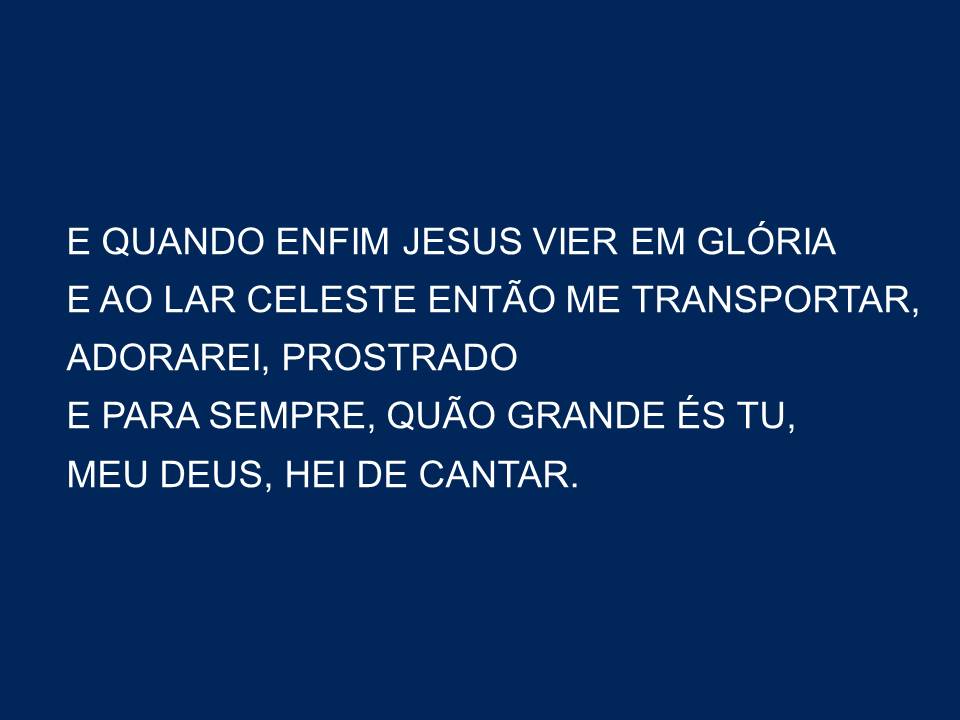 E QUANDO ENFIM JESUS VIER EM GLÓRIA
E AO LAR CELESTE ENTÃO ME TRANSPORTAR,
ADORAREI, PROSTRADO
E PARA SEMPRE, QUÃO GRANDE ÉS TU,
MEU DEUS, HEI DE CANTAR.